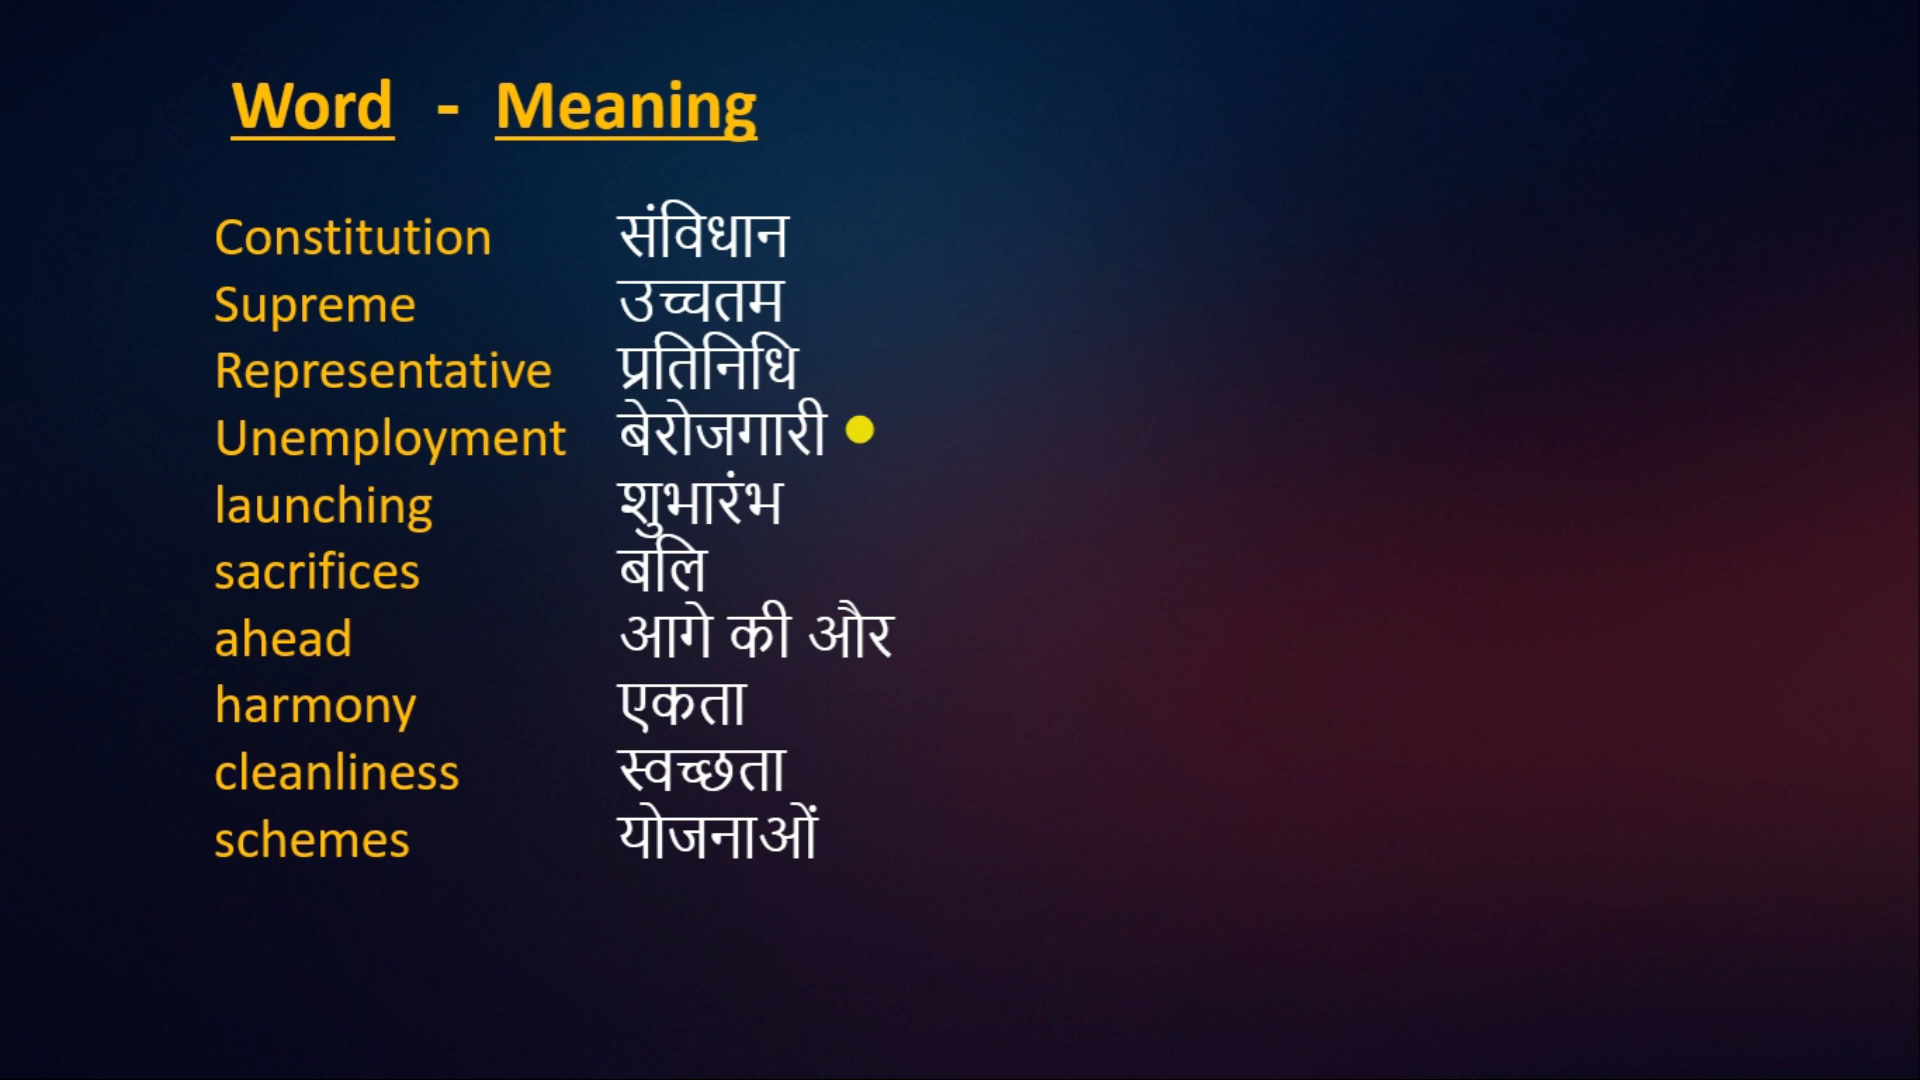 Word - Meaning
Constitution संविधान
Supreme उच्चतम
Representative प्रतिनिधि
Unemployment बेरोजगारी
launching शुभारंभ
sacrifices बलि
ahead आगे की और
harmony एकता
cleanliness स्वच्छता
schemes योजनाओं